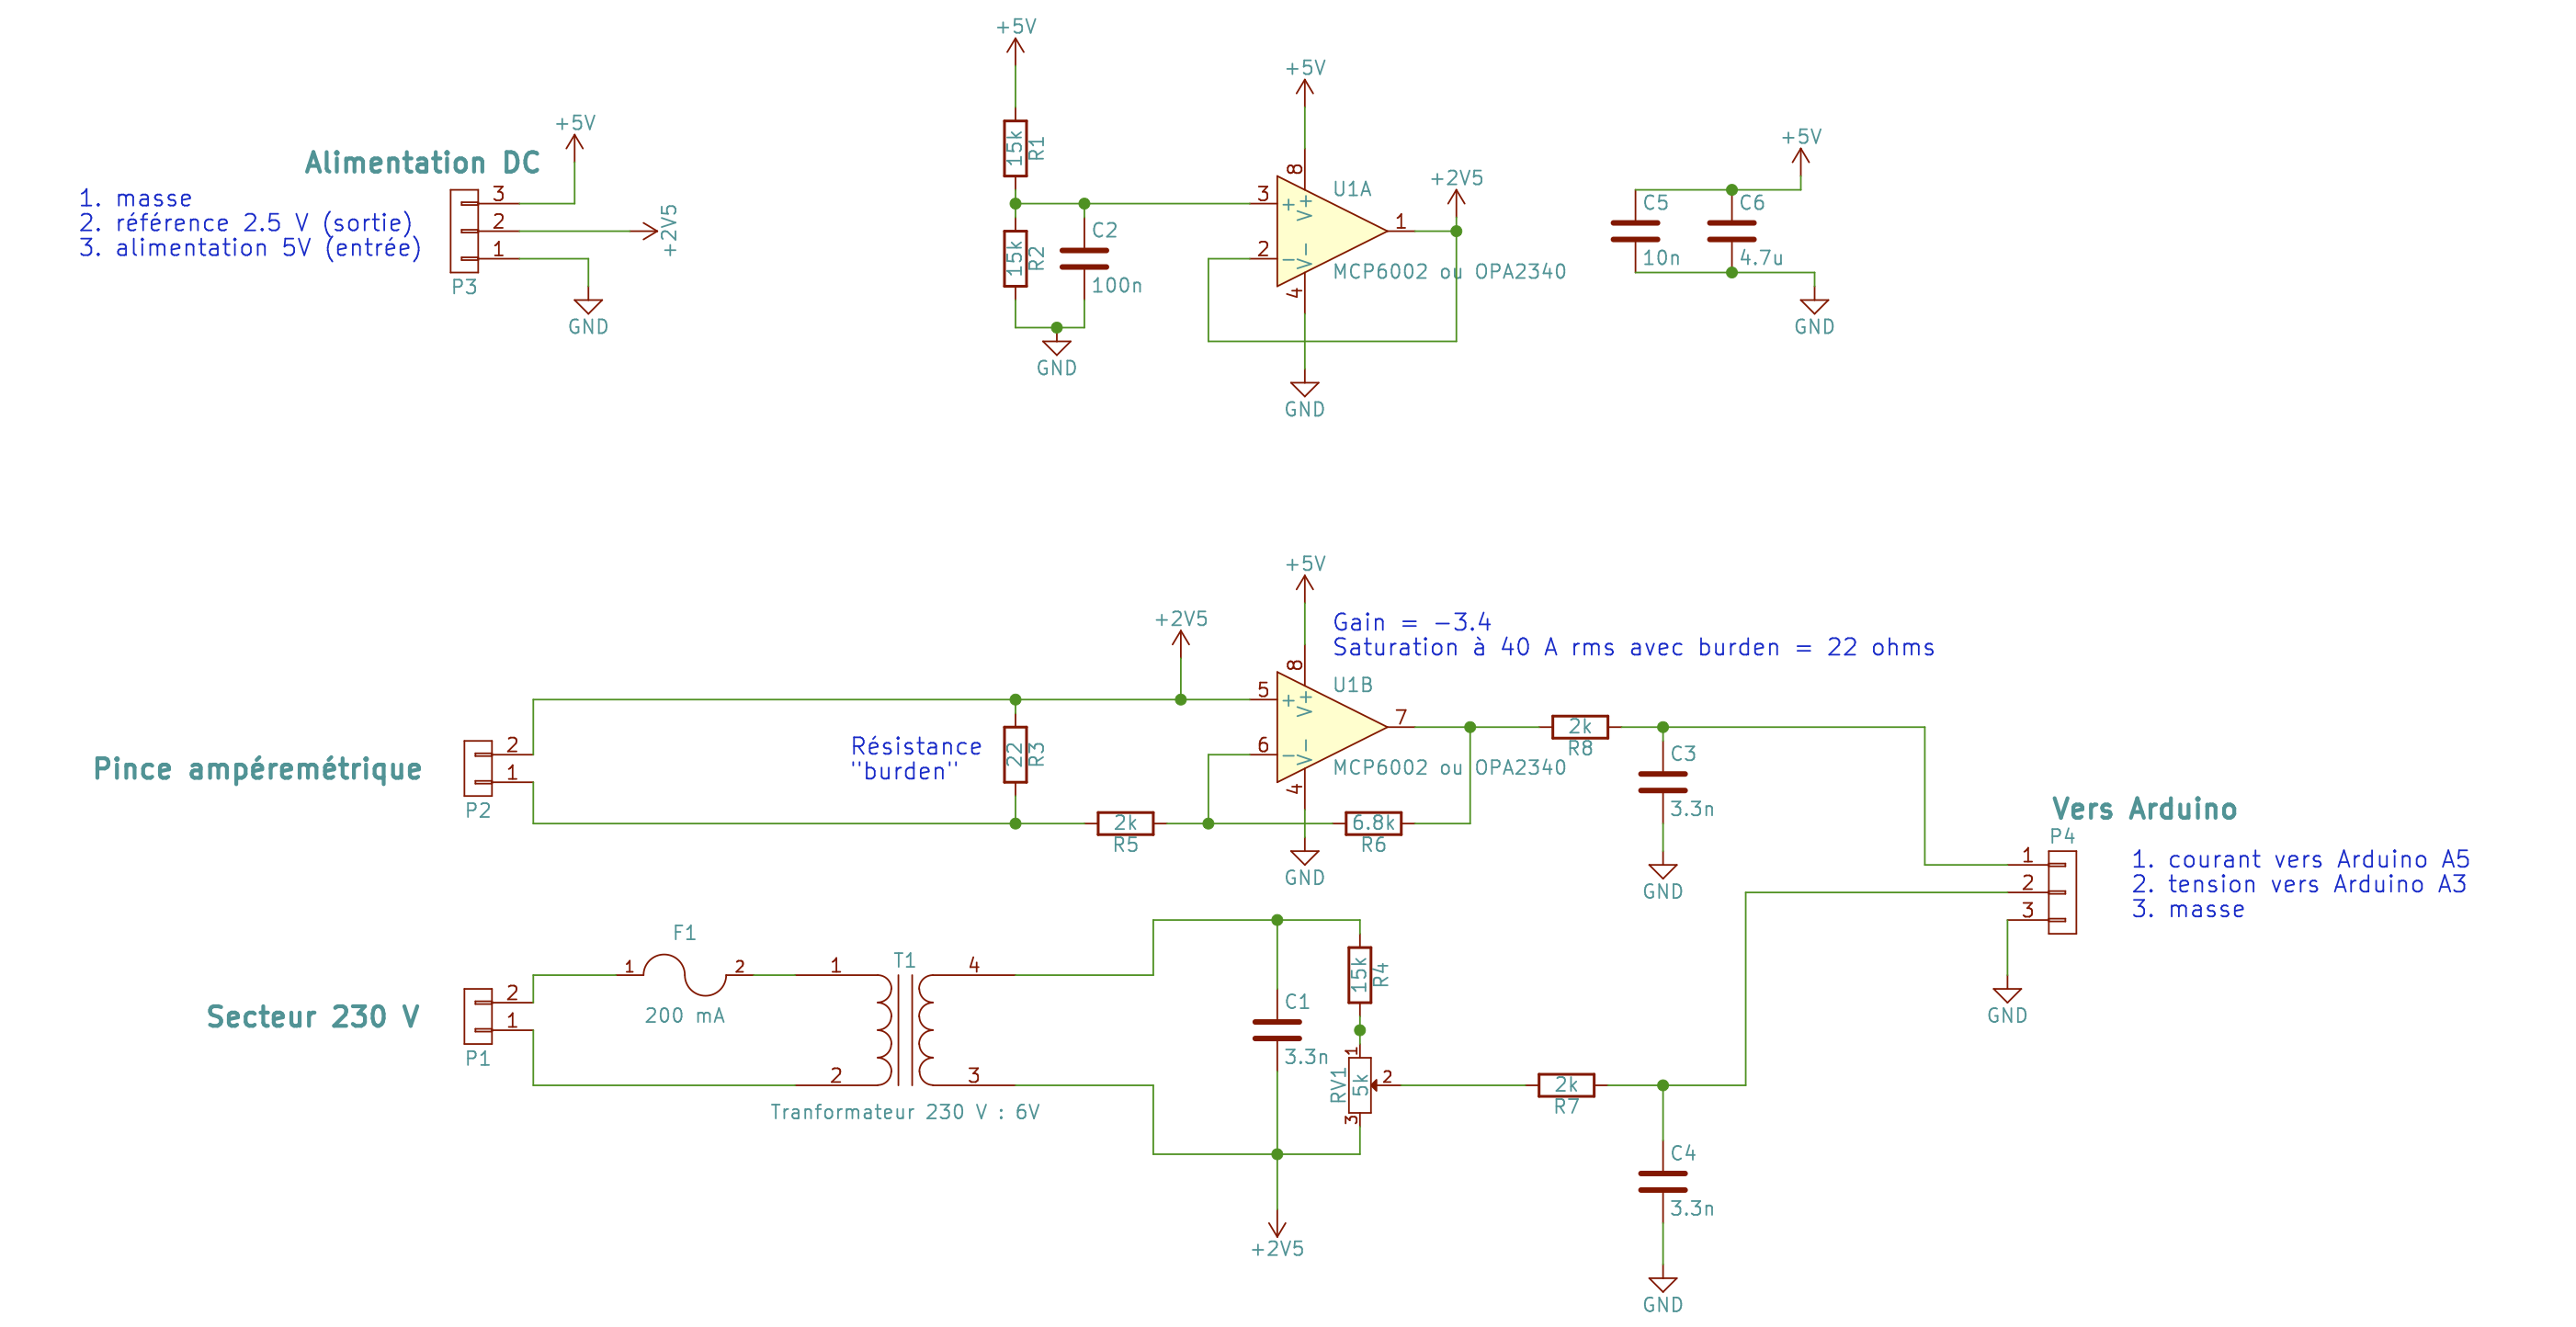 +5V
+5V
+5V
+5V
Alimentation DC
1. masse
2. référence 2.5 V (sortie)
3. alimentation 5V (entrée)
3
2
1
P3
+2V5
GND
15k
R1
15k
R2
C2
100n
GND
3
2
8
4
+
V+
V-
1
U1A
MCP6002 ou OPA2340
+2V5
GND
C5
10n
C6
4.7u
GND
+5V
+2V5
Gain = -3.4
Saturation à 40 A rms avec burden = 22 ohms
Pince ampéremétrique
2
1
P2
Résistance
"burden"
22
R3
2k
R5
5
6
8
4
+
V+
V-
7
U1B
MCP6002 ou OPA2340
6.8k
R6
GND
2k
R8
C3
3.3n
GND
Vers Arduino
P4
1
2
3
1. courant vers Arduino A5
2. tension vers Arduino A3
3. masse
GND
Secteur 230 V
2
1
P1
F1
1
2
200 mA
1
2
T1
4
3
Tranformateur 230 V : 6V
C1
3.3n
15k
R4
RV1
5k
1
2
3
+2V5
2k
R7
C4
3.3n
GND